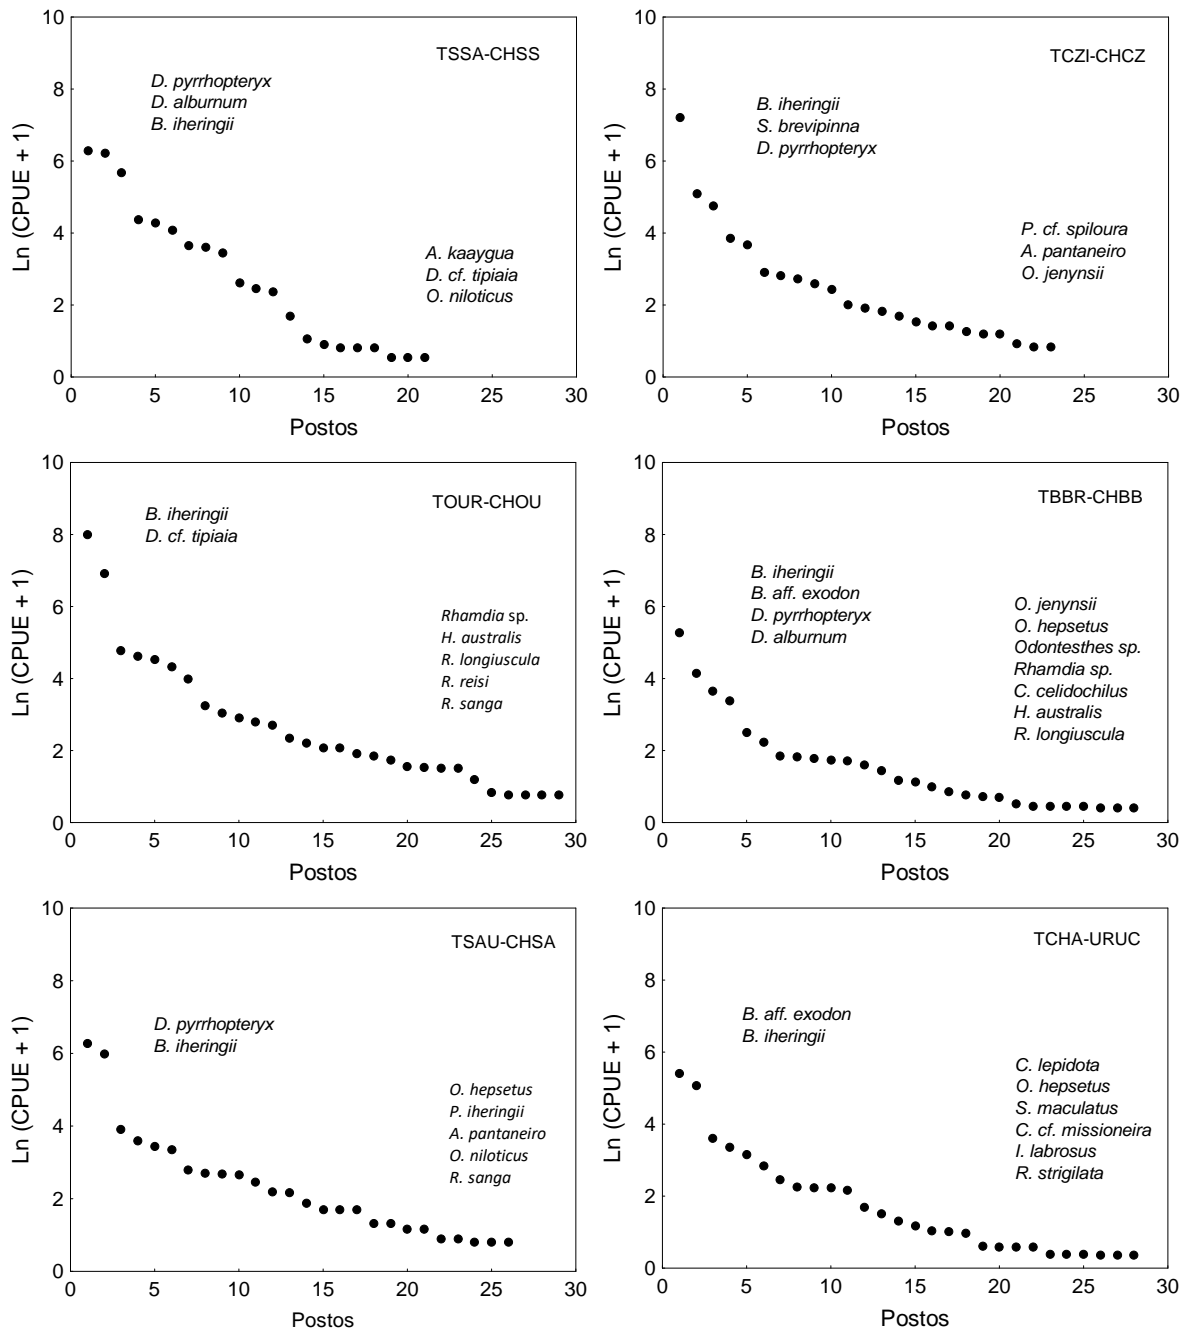 TSSA-CHSS
D. pyrrhopteryx
D. alburnum
B. iheringii
A. kaaygua
D. cf. tipiaia
O. niloticus
Ln (CPUE + 1)
10
8
6
4
2
0
0 5 10 15 20 25 30
Postos
TCZI-CHCZ
B. iheringii
S. brevipinna
D. pyrrhopteryx
P. cf. spiloura
A. pantaneiro
O. jenynsii
Ln (CPUE + 1)
10
8
6
4
2
0
0 5 10 15 20 25 30
Postos
TOUR-CHOU
B. iheringii
D. cf. tipiaia
Rhamdia sp.
H. australis
R. longiuscula
R. reisi
R. sanga
Ln (CPUE + 1)
10
8
6
4
2
0
0 5 10 15 20 25 30
Postos
TBBR-CHBB
B. iheringii
B. aff. exodon
D. pyrrhopteryx
D. alburnum
O. jenynsii
O. hepsetus
Odontesthes sp.
Rhamdia sp.
C. celidochilus
H. australis
R. longiuscula
Ln (CPUE + 1)
10
8
6
4
2
0
0 5 10 15 20 25 30
Postos
TSAU-CHSA
D. pyrrhopteryx
B. iheringii
O. hepsetus
P. iheringii
A. pantaneiro
O. niloticus
R. sanga
Ln (CPUE + 1)
10
8
6
4
2
0
0 5 10 15 20 25 30
Postos
TCHA-URUC
B. aff. exodon
B. iheringii
C. lepidota
O. hepsetus
S. maculatus
C. cf. missioneira
I. labrosus
R. strigilata
Ln (CPUE + 1)
10
8
6
4
2
0
0 5 10 15 20 25 30
Postos